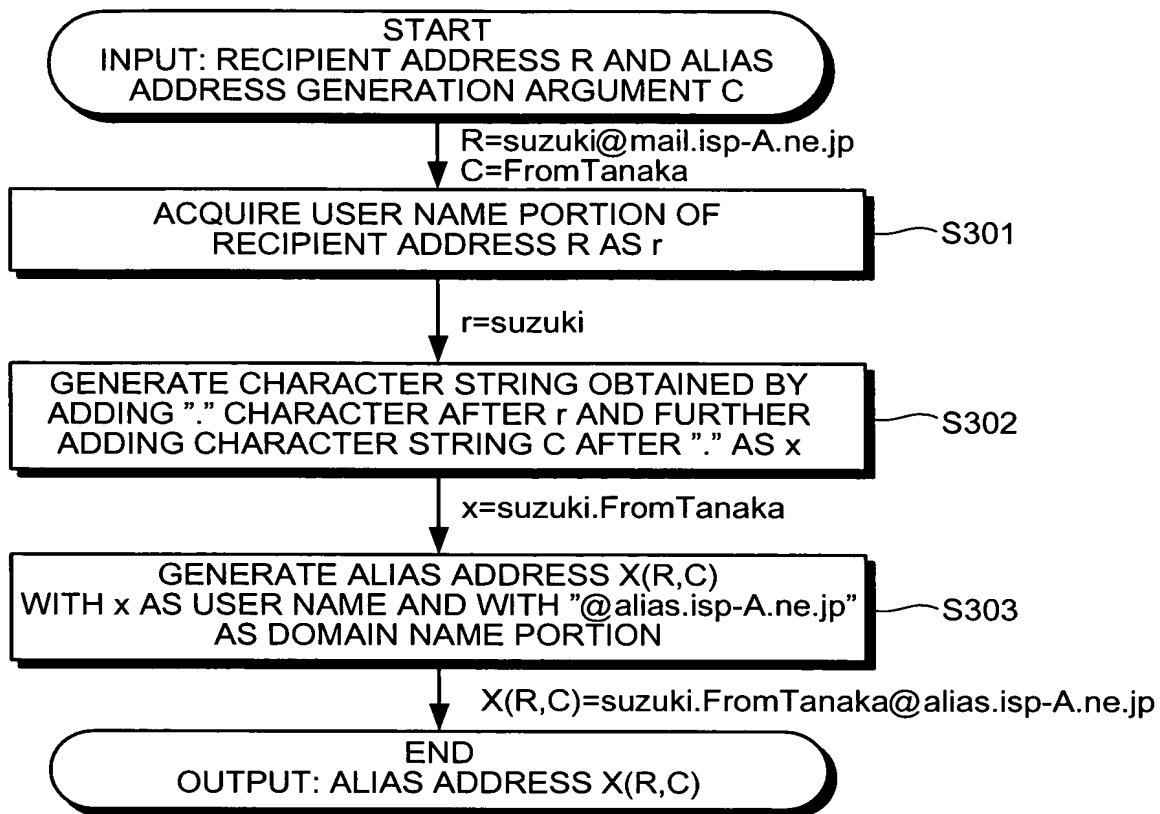 START
INPUT: RECIPIENT ADDRESS R AND ALIAS
ADDRESS GENERATION ARGUMENT C
R=suzuki@mail.isp-A.ne.jp
C=FromTanaka
ACQUIRE USER NAME PORTION OF
RECIPIENT ADDRESS R AS r
S301
r=suzuki
GENERATE CHARACTER STRING OBTAINED BY
ADDING "." CHARACTER AFTER r AND FURTHER
ADDING CHARACTER STRING C AFTER "." AS x
S302
x=suzuki.FromTanaka
GENERATE ALIAS ADDRESS X(R,C)
WITH x AS USER NAME AND WITH "@alias.isp-A.ne.jp"
AS DOMAIN NAME PORTION
S303
X(R,C)=suzuki.FromTanaka@alias.isp-A.ne.jp
END
OUTPUT: ALIAS ADDRESS X(R,C)